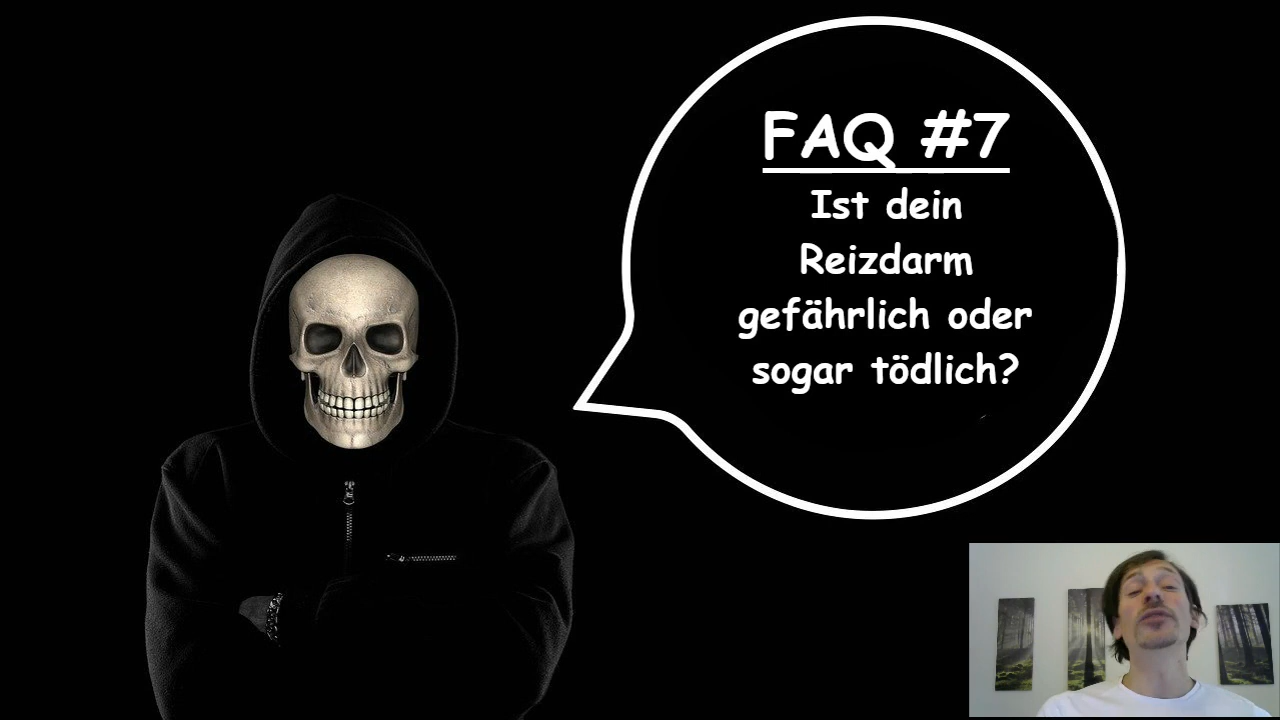 FAQ #7
Ist dein
Reizdarm
gefährlich oder
sogar tödlich?